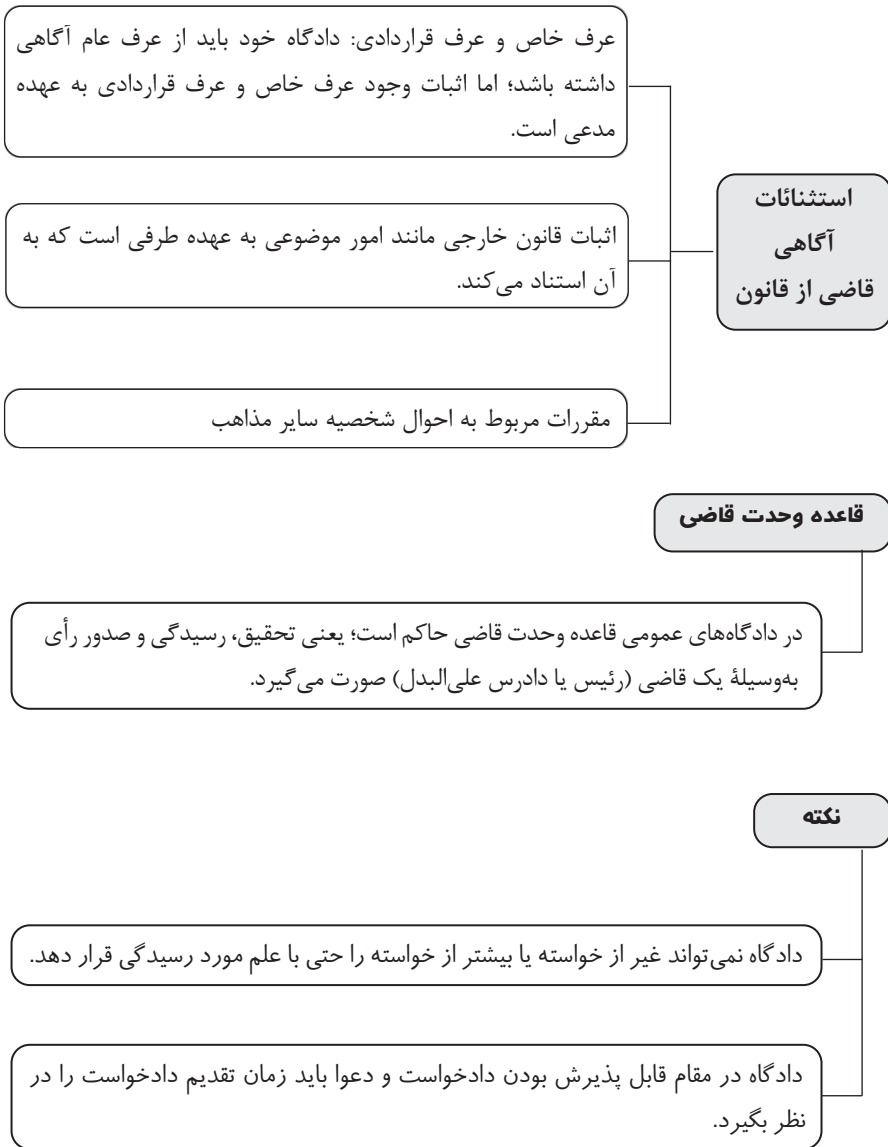 استثنائات
آگاهی
قاضی از قانون
عرف خاص و عرف قراردادی: دادگاه خود باید از عرف عام آگاهی
داشته باشد؛ اما اثبات وجود عرف خاص و عرف قراردادی به عهده
مدعی است.
اثبات قانون خارجی مانند امور موضوعی به عهده طرفی است که به
آن استناد می‌کند.
مقررات مربوط به احوال شخصیه سایر مذاهب
قاعده وحدت قاضی
در دادگاه‌های عمومی قاعده وحدت قاضی حاکم است؛ یعنی تحقیق، رسیدگی و صدور رأی
به‌وسیلهٔ یک قاضی (رئیس یا دادرس علی‌البدل) صورت می‌گیرد.
نکته
دادگاه نمی‌تواند غیر از خواسته یا بیشتر از خواسته را حتی با علم مورد رسیدگی قرار دهد.
دادگاه در مقام قابل پذیرش بودن دادخواست و دعوا باید زمان تقدیم دادخواست را در
نظر بگیرد.